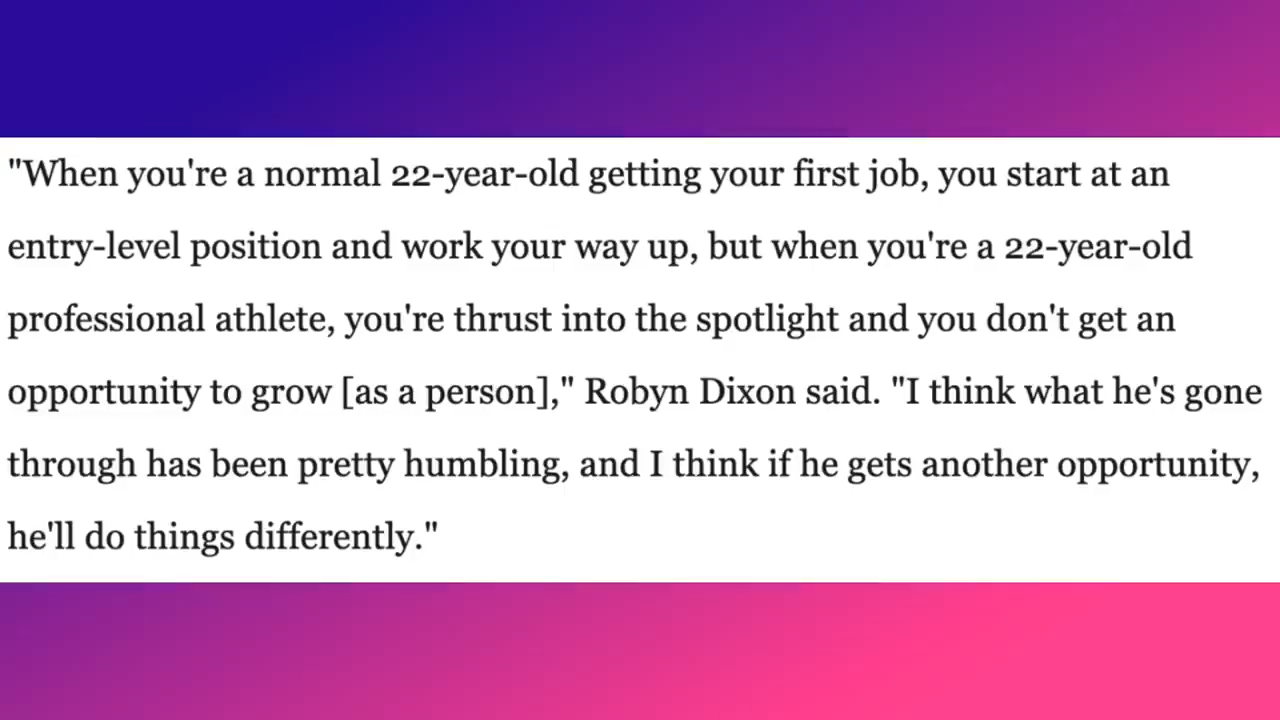 "When you're a normal 22-year-old getting your first job, you start at an
entry-level position and work your way up, but when you're a 22-year-old
professional athlete, you're thrust into the spotlight and you don't get an
opportunity to grow [as a person]," Robyn Dixon said. "I think what he's gone
through has been pretty humbling, and I think if he gets another opportunity,
he'll do things differently."